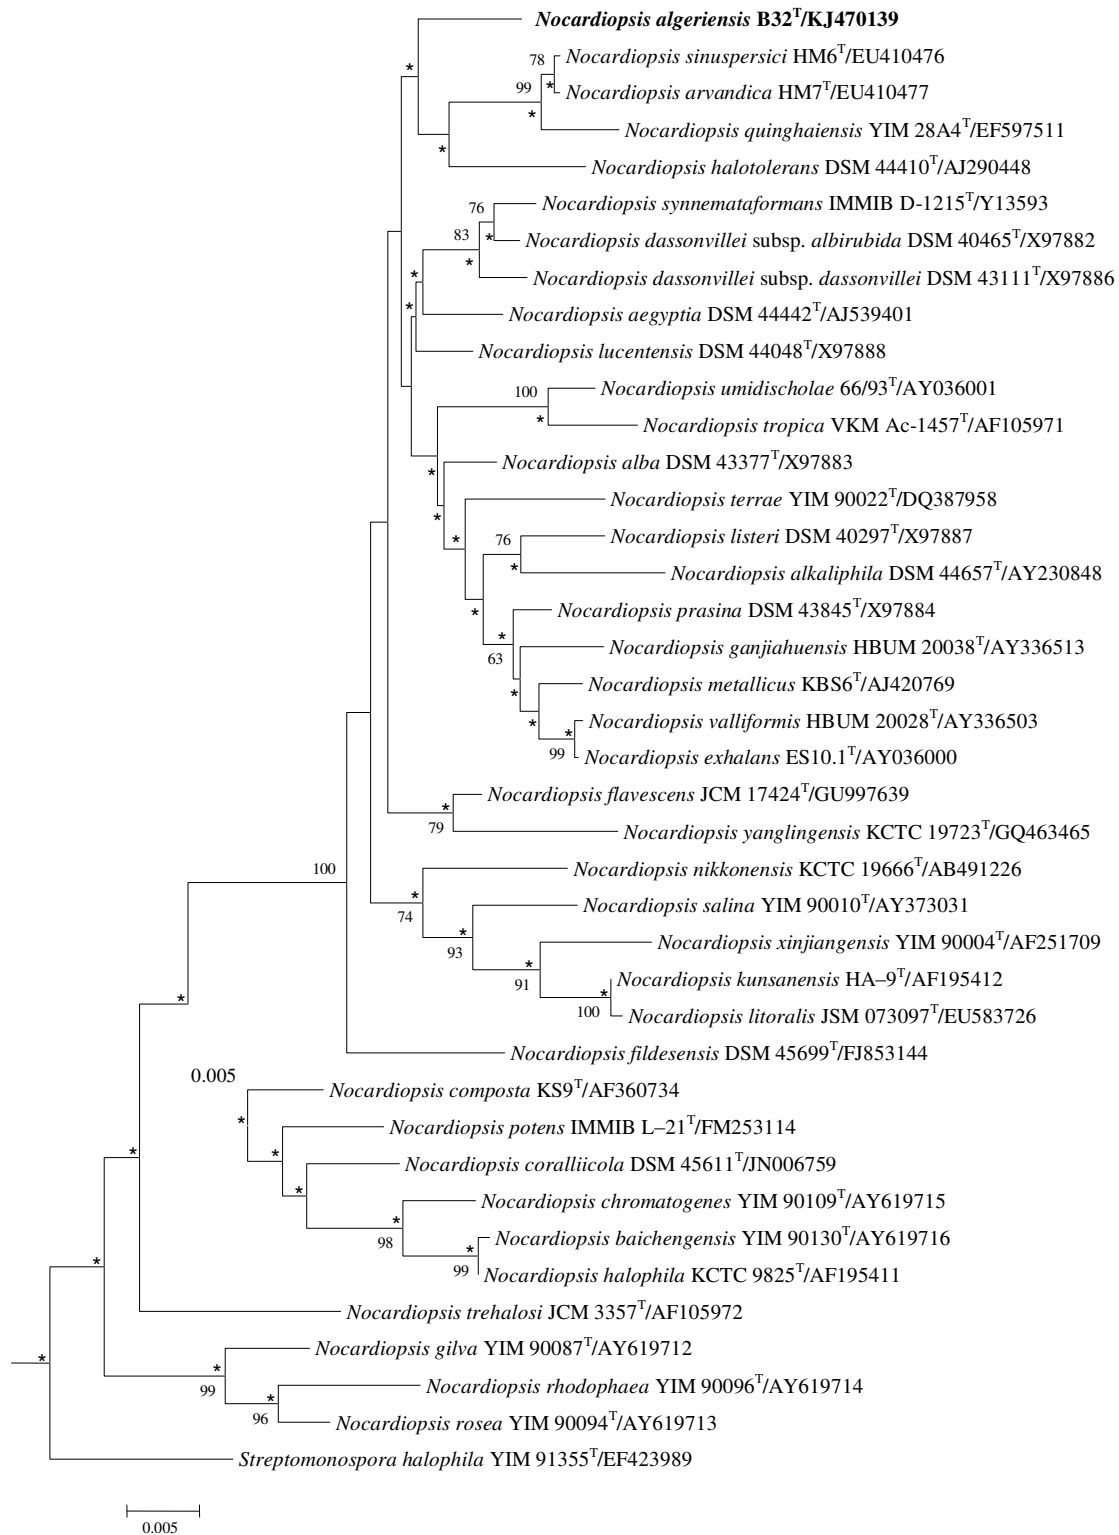 Nocardiopsis algeriensis B32T/KJ470139
78 Nocardiopsis sinuspersici HM6T/EU410476
*
99 *
Nocardiopsis arvandica HM7T/EU410477
*
Nocardiopsis quinghaiensis YIM 28A4T/EF597511
*
Nocardiopsis halotolerans DSM 44410T/AJ290448
76 Nocardiopsis synnemataformans IMMIB D-1215T/Y13593
83 * Nocardiopsis dassonvillei subsp. albirubida DSM 40465T/X97882
*
* Nocardiopsis dassonvillei subsp. dassonvillei DSM 43111T/X97886
* Nocardiopsis aegyptia DSM 44442T/AJ539401
Nocardiopsis lucentensis DSM 44048T/X97888
100 Nocardiopsis umidischolae 66/93T/AY036001
* Nocardiopsis tropica VKM Ac-1457T/AF105971
* Nocardiopsis alba DSM 43377T/X97883
Nocardiopsis terrae YIM 90022T/DQ387958
*
* 76 Nocardiopsis listeri DSM 40297T/X97887
* Nocardiopsis alkaliphila DSM 44657T/AY230848
* Nocardiopsis prasina DSM 43845T/X97884
* Nocardiopsis ganjiahuensis HBUM 20038T/AY336513
63
* Nocardiopsis metallicus KBS6T/AJ420769
* * Nocardiopsis valliformis HBUM 20028T/AY336503
99 Nocardiopsis exhalans ES10.1T/AY036000
Nocardiopsis flavescens JCM 17424T/GU997639
*
79 Nocardiopsis yanglingensis KCTC 19723T/GQ463465
100 Nocardiopsis nikkonensis KCTC 19666T/AB491226
*
74 Nocardiopsis salina YIM 90010T/AY373031
*
93 Nocardiopsis xinjiangensis YIM 90004T/AF251709
*
91 Nocardiopsis kunsanensis HA–9T/AF195412
* *
100 Nocardiopsis litoralis JSM 073097T/EU583726
Nocardiopsis fildesensis DSM 45699T/FJ853144
0.005
Nocardiopsis composta KS9T/AF360734
* Nocardiopsis potens IMMIB L–21T/FM253114
* * Nocardiopsis coralliicola DSM 45611T/JN006759
* Nocardiopsis chromatogenes YIM 90109T/AY619715
*
98 Nocardiopsis baichengensis YIM 90130T/AY619716
* *
99 Nocardiopsis halophila KCTC 9825T/AF195411
Nocardiopsis trehalosi JCM 3357T/AF105972
Nocardiopsis gilva YIM 90087T/AY619712
* *
99 Nocardiopsis rhodophaea YIM 90096T/AY619714
*
96 Nocardiopsis rosea YIM 90094T/AY619713
Streptomonospora halophila YIM 91355T/EF423989
0.005